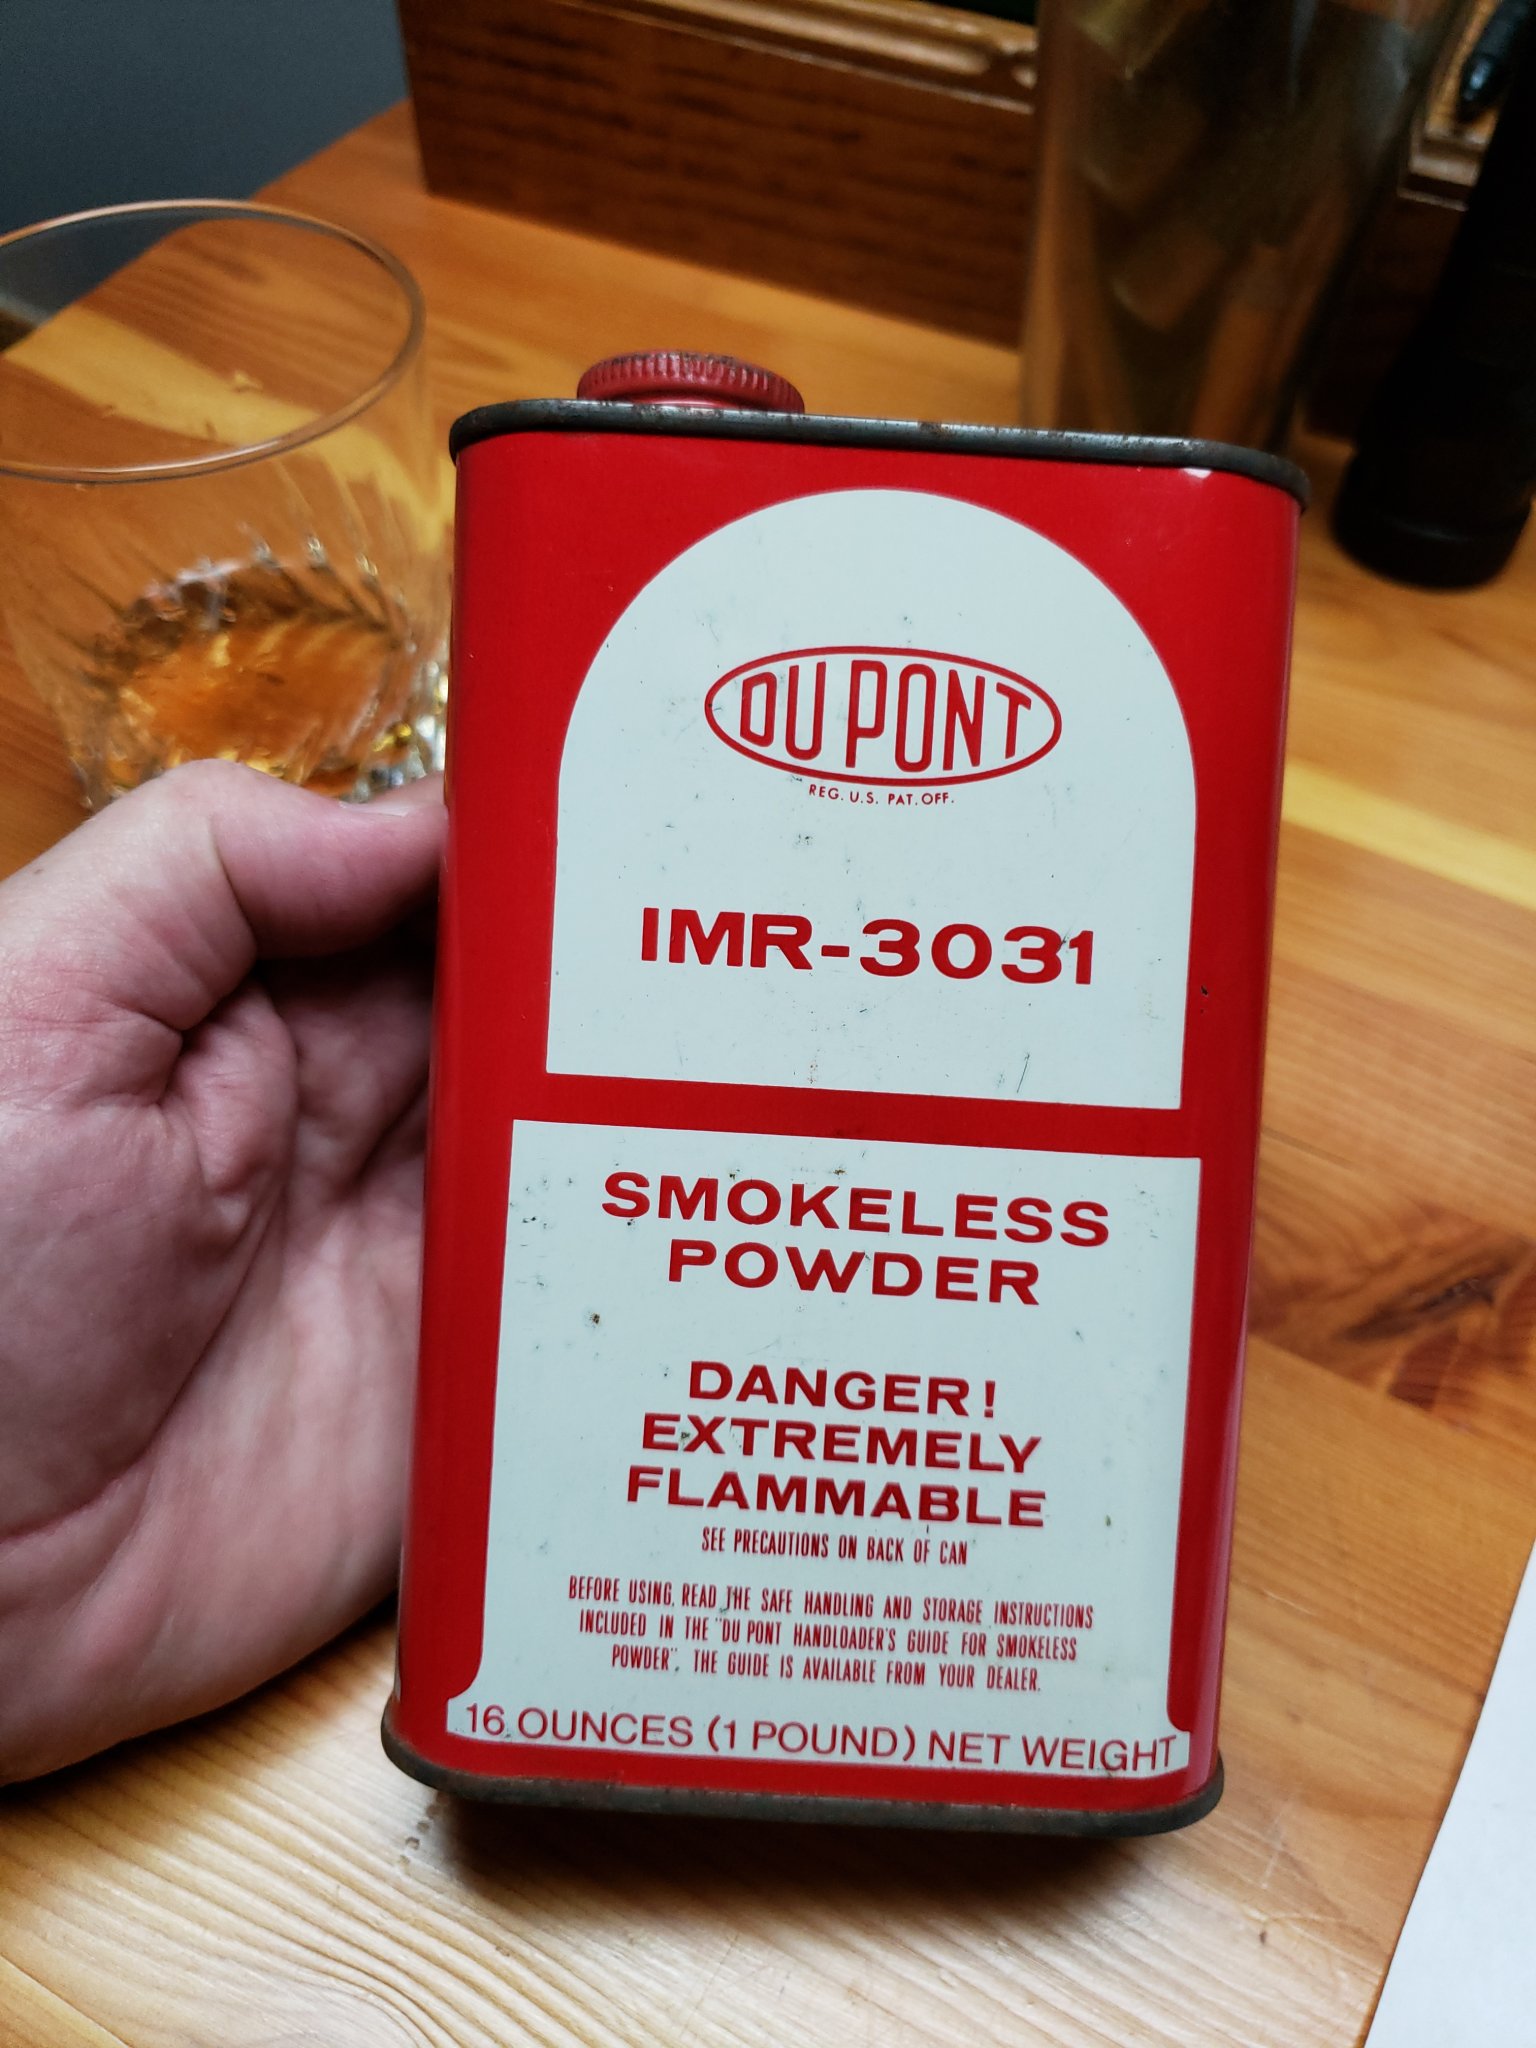 DU PONT
REG. U.S. PAT. OFF.
IMR-3031
SMOKELESS
POWDER
DANGER!
EXTREMELY
FLAMMABLE
SEE PRECAUTIONS ON BACK OF CAN
BEFORE USING, READ THE SAFE HANDLING AND STORAGE INSTRUCTIONS
INCLUDED IN THE "DU PONT HANDLOADER'S GUIDE FOR SMOKELESS
POWDER". THE GUIDE IS AVAILABLE FROM YOUR DEALER.
16 OUNCES (1 POUND) NET WEIGHT